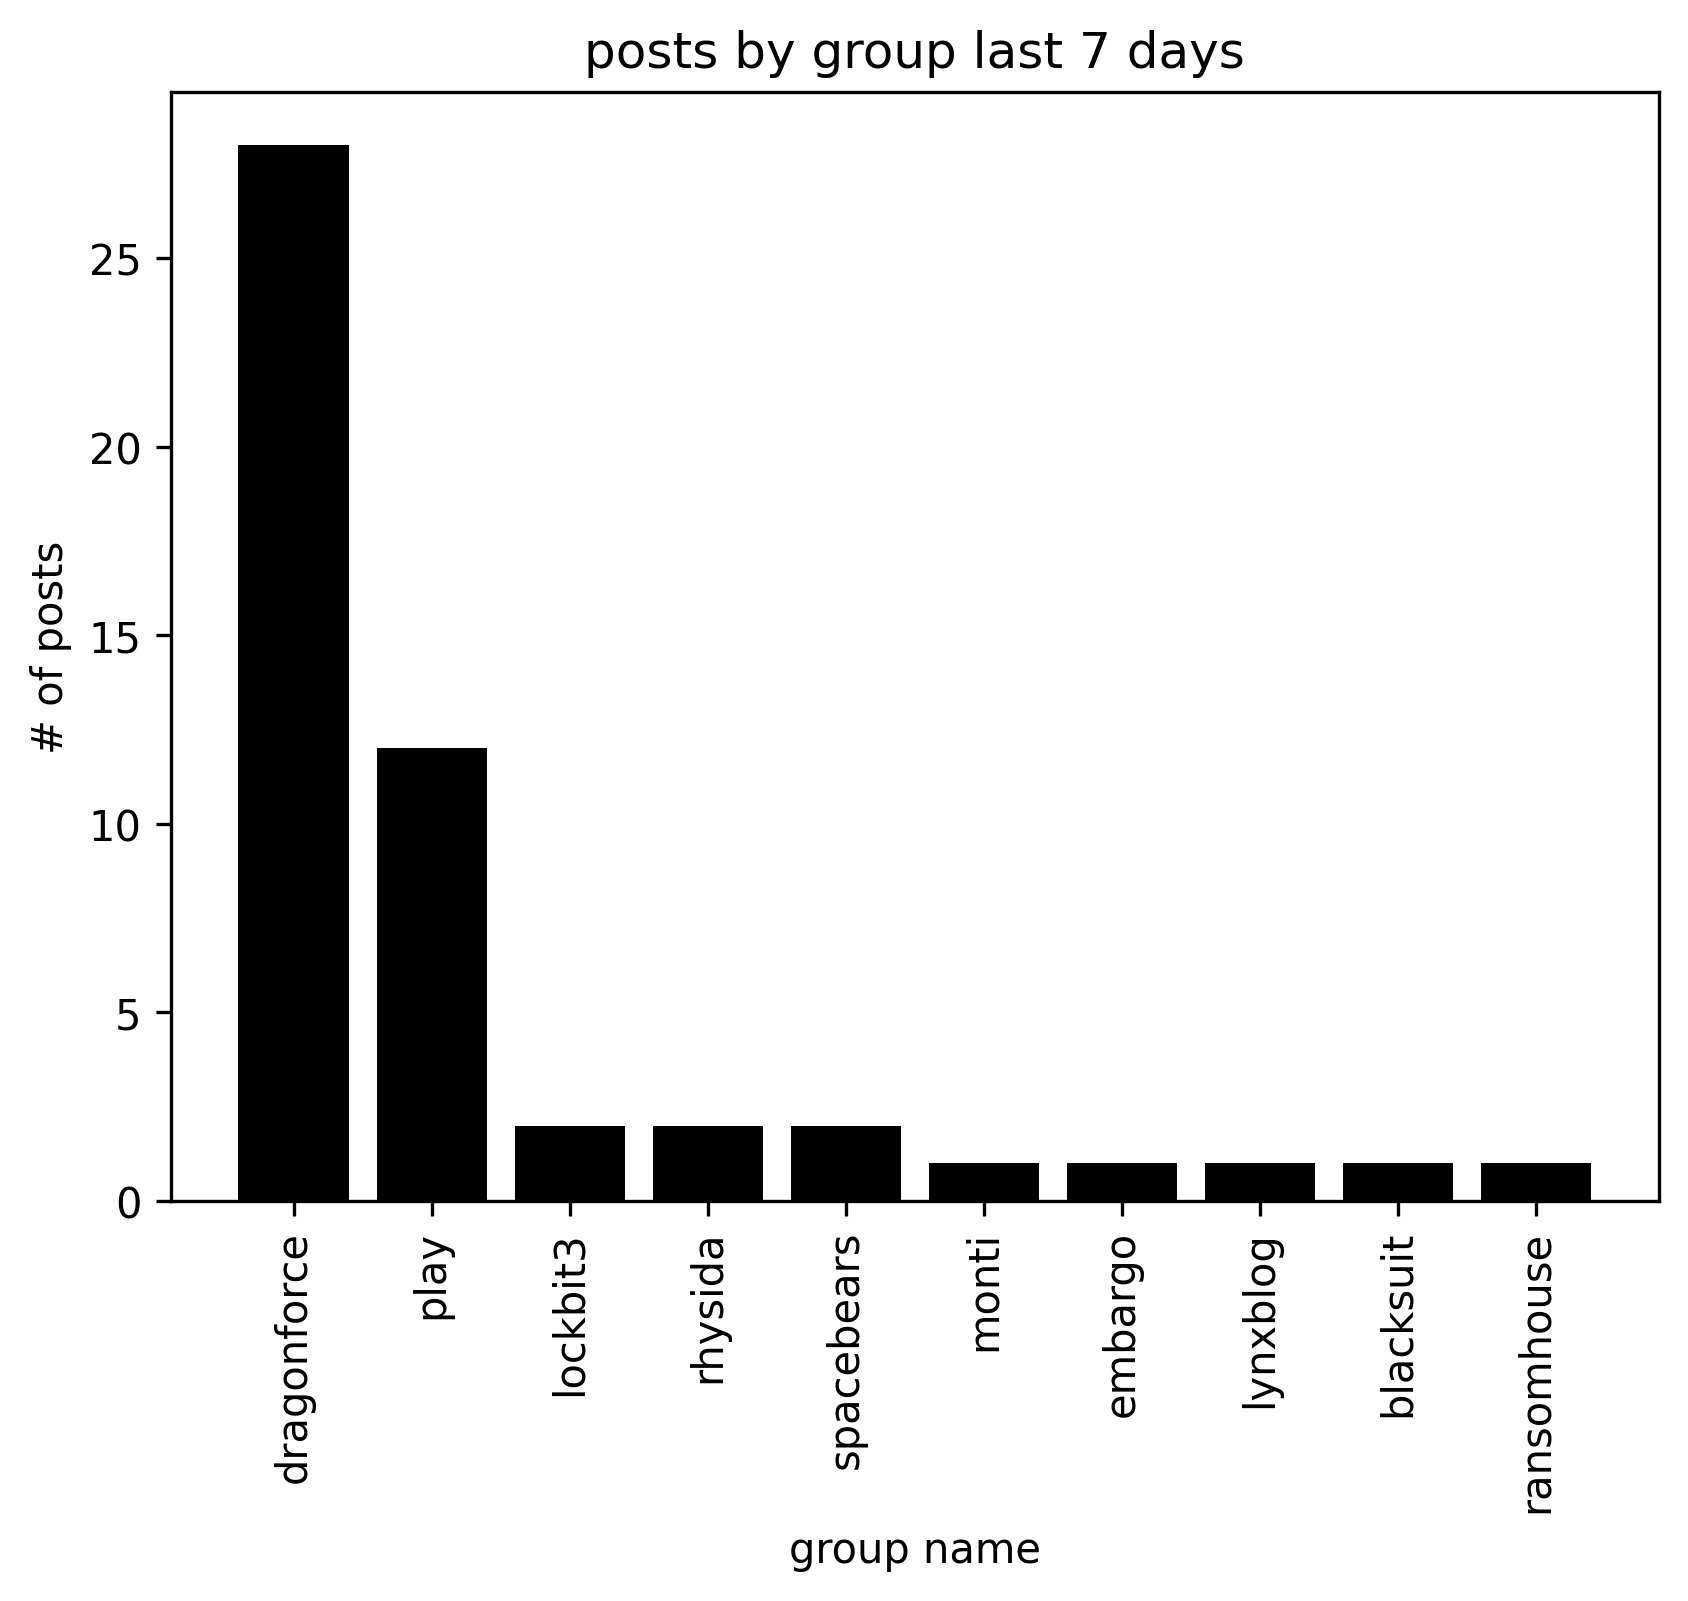 posts by group last 7 days
# of posts
25
20
15
10
5
0
dragonforce
play
lockbit3
rhysida
spacebears
monti
embargo
lynxblog
blacksuit
ransomhouse
group name